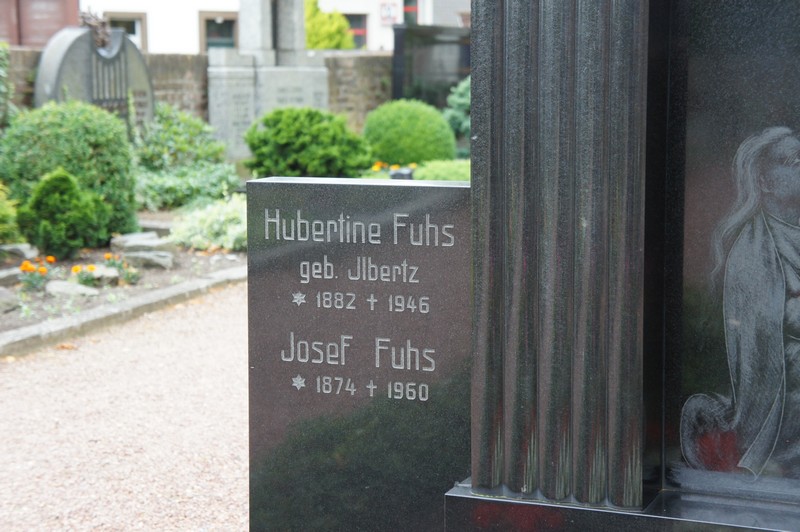 Hubertine Fuhs
geb. Jlbertz
* 1882 † 1946
Josef Fuhs
* 1874 † 1960